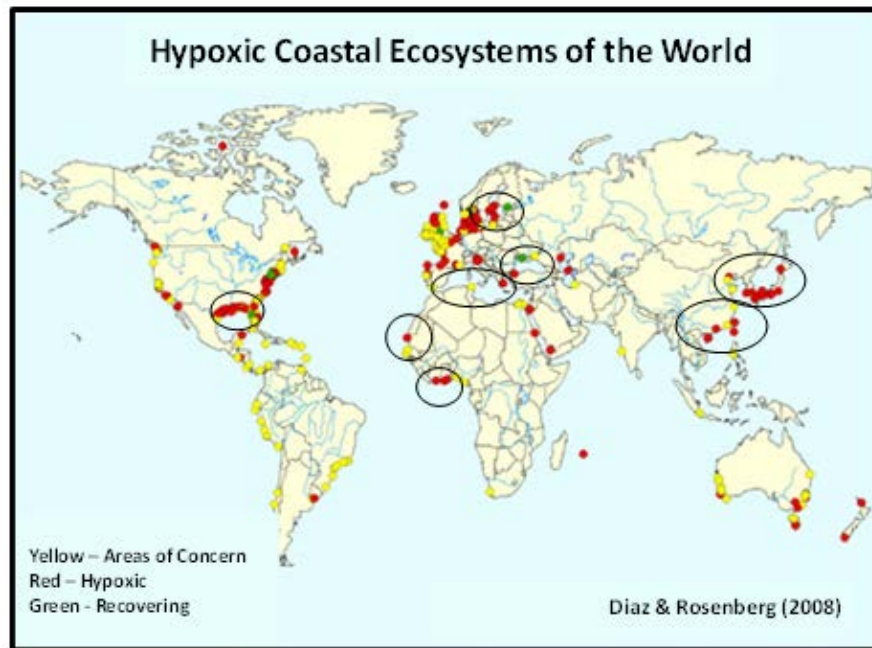 Hypoxic Coastal Ecosystems of the World
Yellow – Areas of Concern
Red – Hypoxic
Green - Recovering
Diaz & Rosenberg (2008)